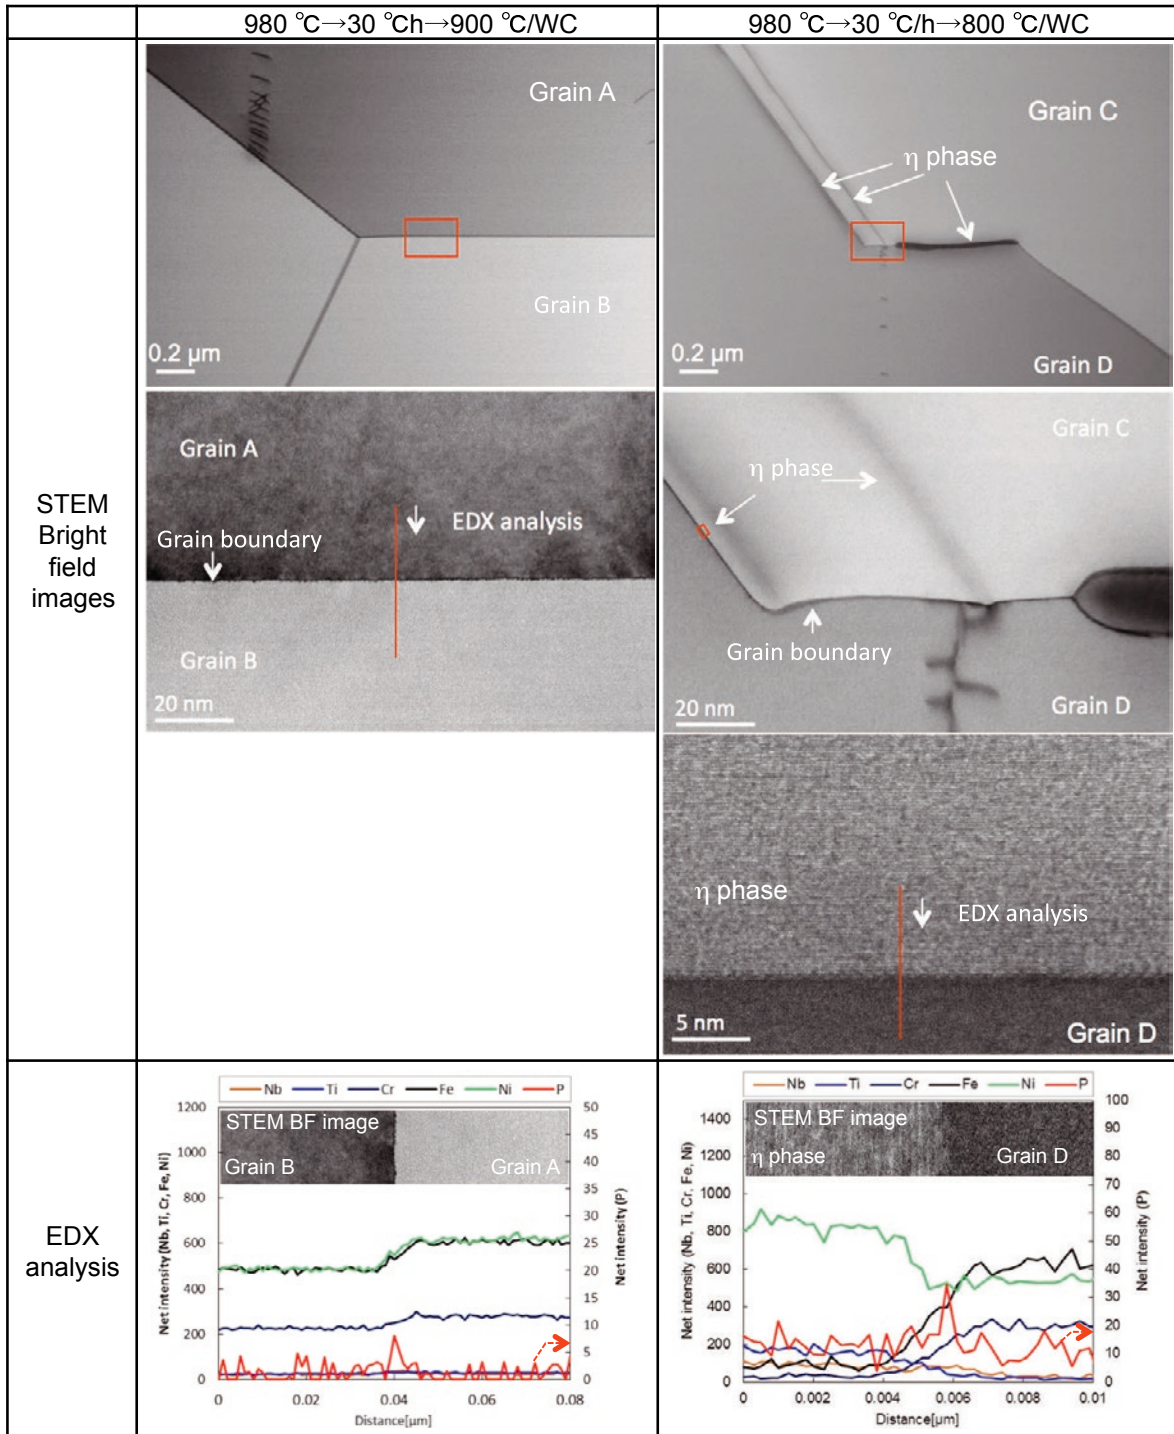 980 °C→30 °Ch→900 °C/WC
980 °C→30 °C/h→800 °C/WC
STEM
Bright
field
images
Grain A
Grain B
0.2 µm
Grain C
η phase
0.2 µm
Grain D
Grain A
EDX analysis
Grain boundary
Grain B
20 nm
Grain C
η phase
Grain boundary
20 nm
Grain D
η phase
EDX analysis
5 nm
Grain D
EDX
analysis
Nb Ti Cr Fe Ni P
STEM BF image
Grain B
Grain A
Net intensity (Nb, Ti, Cr, Fe, Ni)
1200
1000
800
600
400
200
0
50
45
40
35
30
25
20
15
10
5
0
Net intensity (P)
0 0.02 0.04 0.06 0.08
Distance[µm]
Nb Ti Cr Fe Ni P
STEM BF image
η phase
Grain D
Net intensity (Nb, Ti, Cr, Fe, Ni)
1400
1200
1000
800
600
400
200
0
100
90
80
70
60
50
40
30
20
10
0
Net intensity (P)
0 0.002 0.004 0.006 0.008 0.01
Distance[µm]